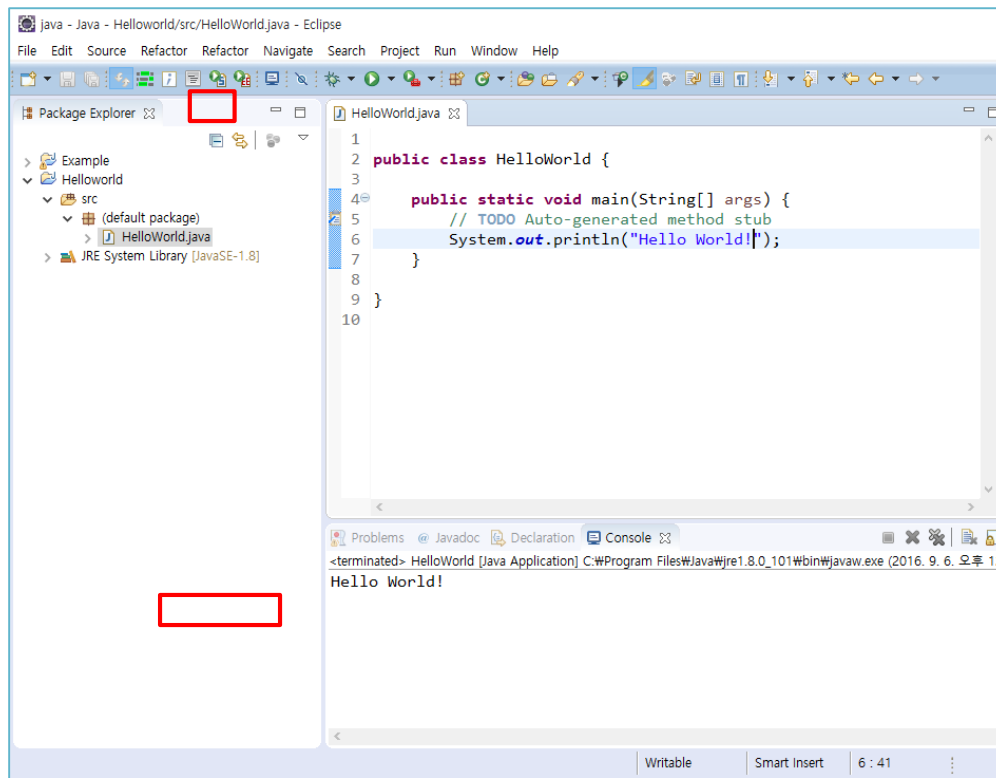 java - Java - Helloworld/src/HelloWorld.java - Eclipse
File Edit Source Refactor Refactor Navigate Search Project Run Window Help
Package Explorer
Example
Helloworld
src
(default package)
HelloWorld.java
JRE System Library [JavaSE-1.8]
HelloWorld.java
1
2 public class HelloWorld {
3
4 public static void main(String[] args) {
5 // TODO Auto-generated method stub
6 System.out.println("Hello World!");
7 }
8
9 }
10
Problems @ Javadoc Declaration Console
<terminated> HelloWorld [Java Application] C:₩Program Files₩Java₩jre1.8.0_101₩bin₩javaw.exe (2016. 9. 6. 오후 1
Hello World!
Writable Smart Insert 6 : 41